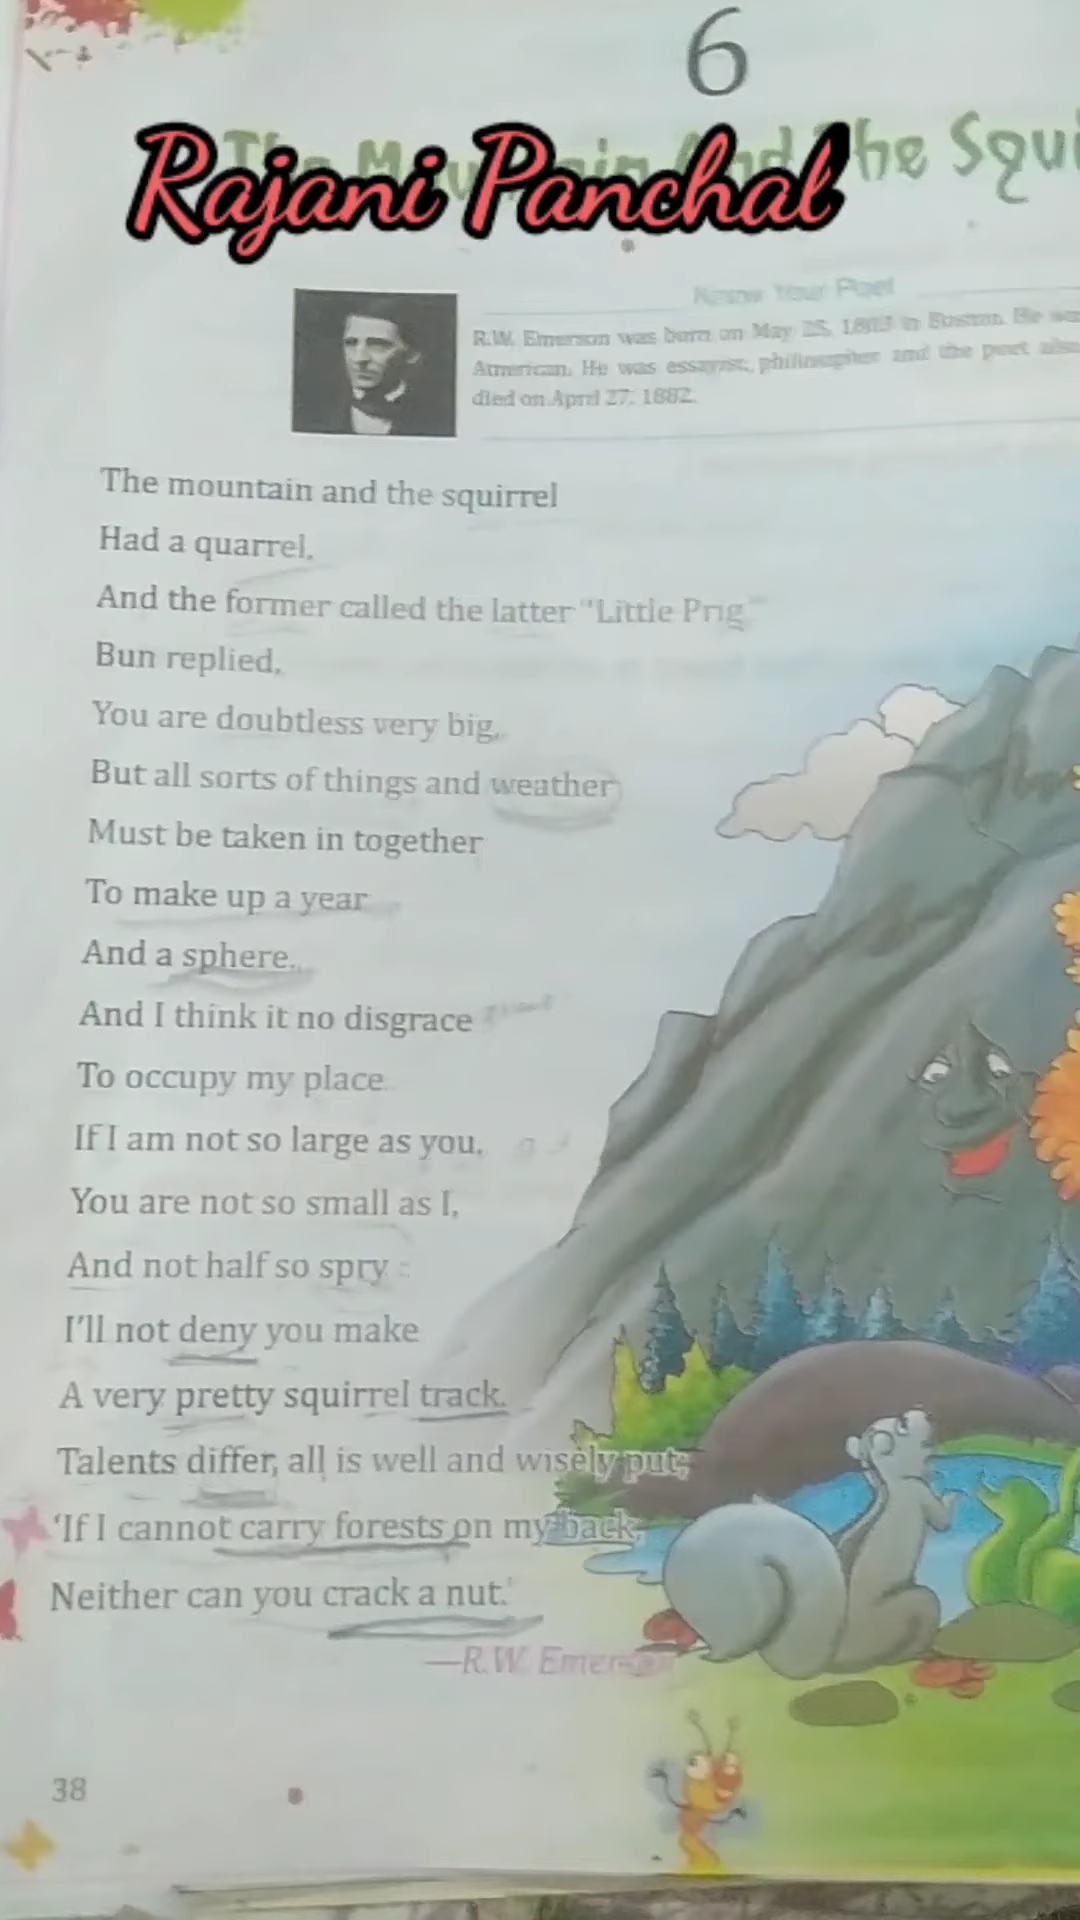 6
The Mountain And The Squi
Rajani Panchal
Know Your Poet
R.W. Emerson was born on May 25, 1803 in Boston. He was
American. He was essayist, philosopher and the poet also
died on April 27, 1882.
The mountain and the squirrel
Had a quarrel,
And the former called the latter "Little Prig"
Bun replied,
You are doubtless very big,
But all sorts of things and weather
Must be taken in together
To make up a year
And a sphere.
And I think it no disgrace
To occupy my place
If I am not so large as you,
You are not so small as I,
And not half so spry
I'll not deny you make
A very pretty squirrel track.
Talents differ, all is well and wisely put;
'If I cannot carry forests on my back,
Neither can you crack a nut.'
—R.W. Emerson
38